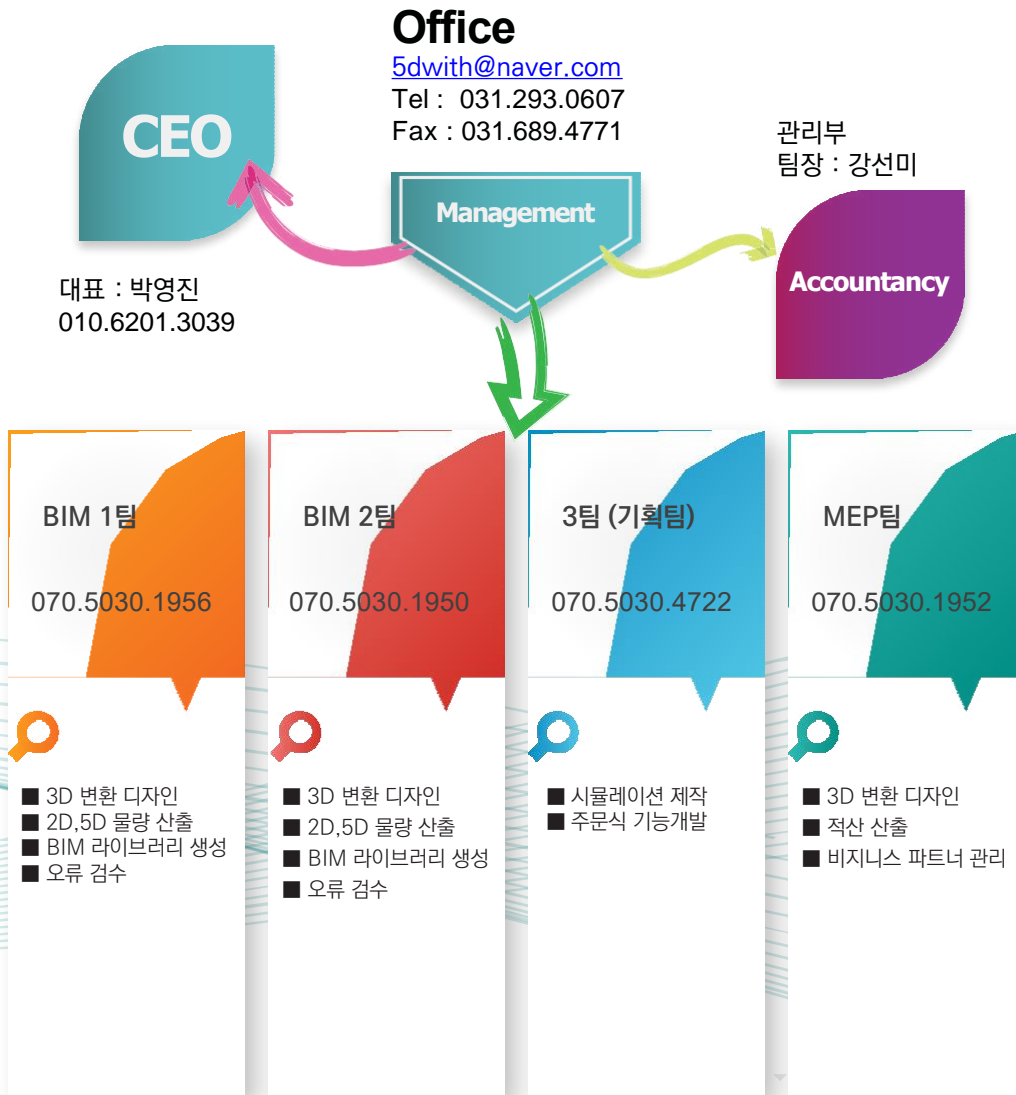 Office
5dwith@naver.com
Tel : 031.293.0607
Fax : 031.689.4771
CEO
대표 : 박영진
010.6201.3039
Management
관리부
팀장 : 강선미
Accountancy
BIM 1팀
070.5030.1956
■ 3D 변환 디자인
■ 2D,5D 물량 산출
■ BIM 라이브러리 생성
■ 오류 검수
BIM 2팀
070.5030.1950
■ 3D 변환 디자인
■ 2D,5D 물량 산출
■ BIM 라이브러리 생성
■ 오류 검수
3팀 (기획팀)
070.5030.4722
■ 시뮬레이션 제작
■ 주문식 기능개발
MEP팀
070.5030.1952
■ 3D 변환 디자인
■ 적산 산출
■ 비지니스 파트너 관리